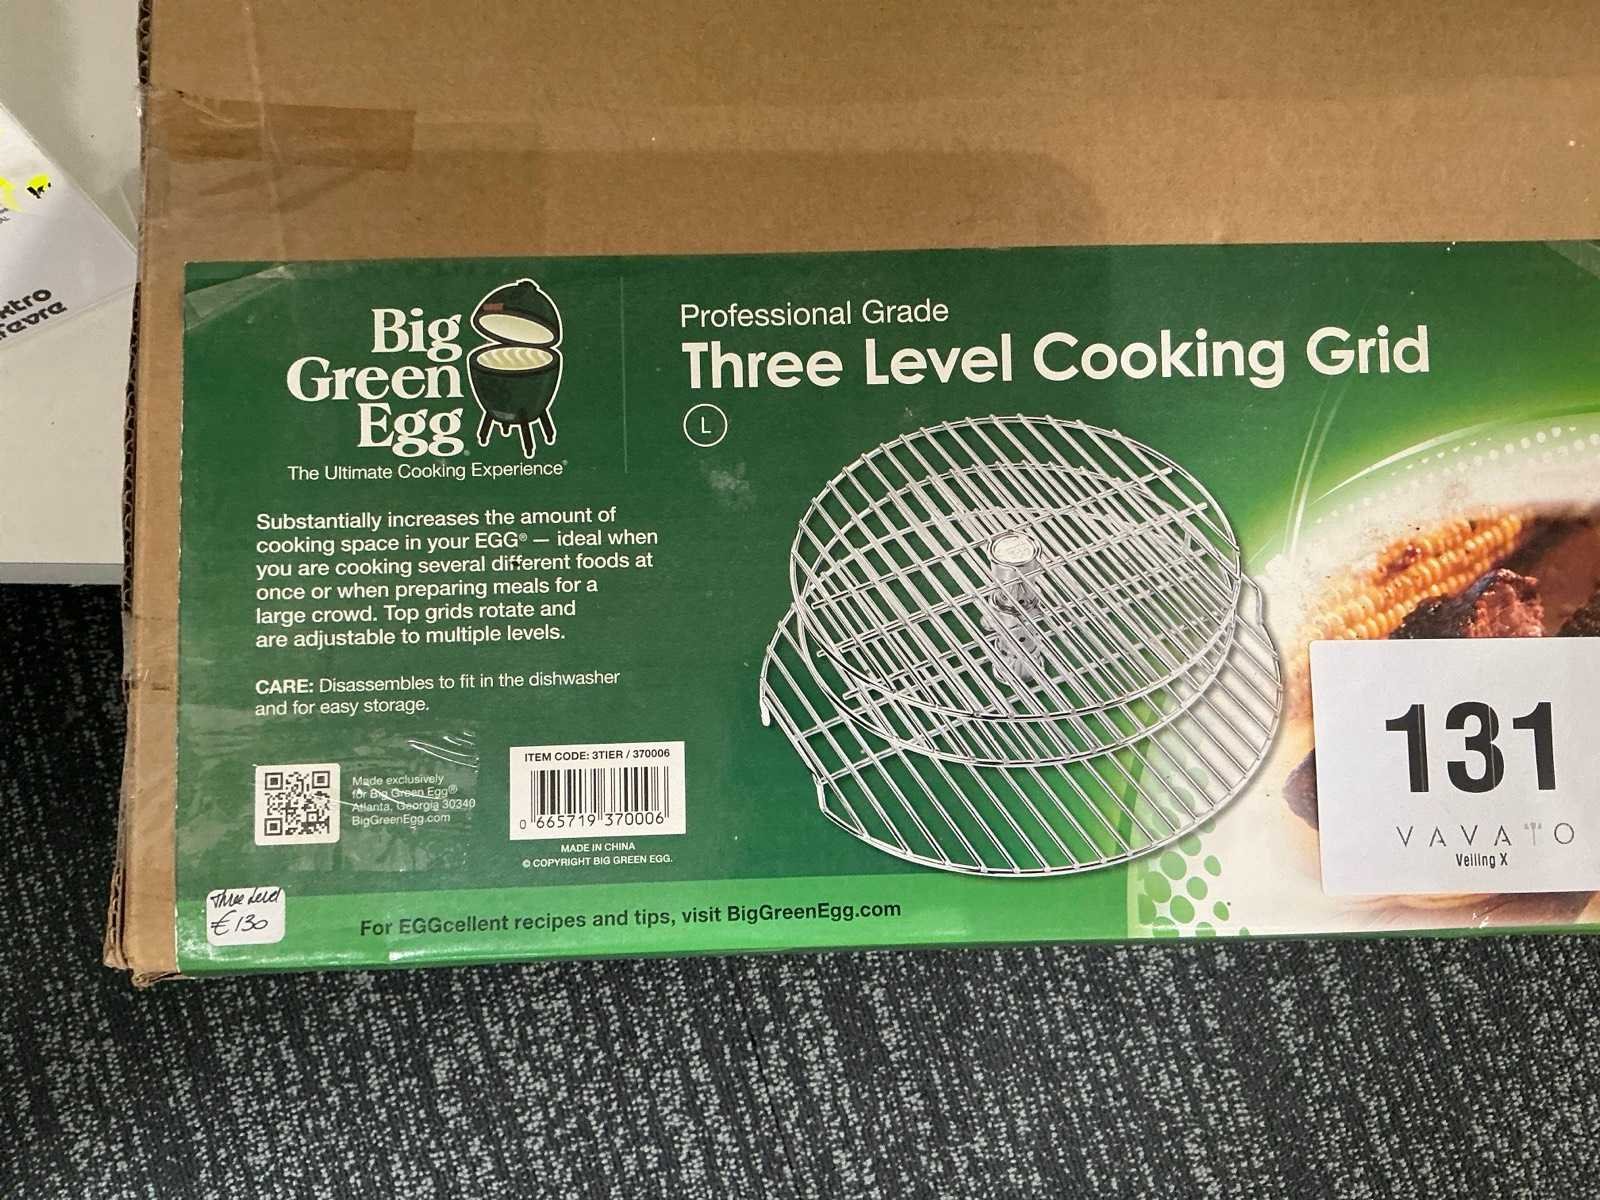 Big
Green
Egg®
The Ultimate Cooking Experience®
Professional Grade
Three Level Cooking Grid
L
Substantially increases the amount of
cooking space in your EGG® — ideal when
you are cooking several different foods at
once or when preparing meals for a
large crowd. Top grids rotate and
are adjustable to multiple levels.
CARE: Disassembles to fit in the dishwasher
and for easy storage.
Made exclusively
for Big Green Egg®
Atlanta, Georgia 30340
BigGreenEgg.com
ITEM CODE: 3TIER / 370006
0 665719 370006
MADE IN CHINA
© COPYRIGHT BIG GREEN EGG.
Three Level
€130
For EGGcellent recipes and tips, visit BigGreenEgg.com
131
VAVATO
Veiling X